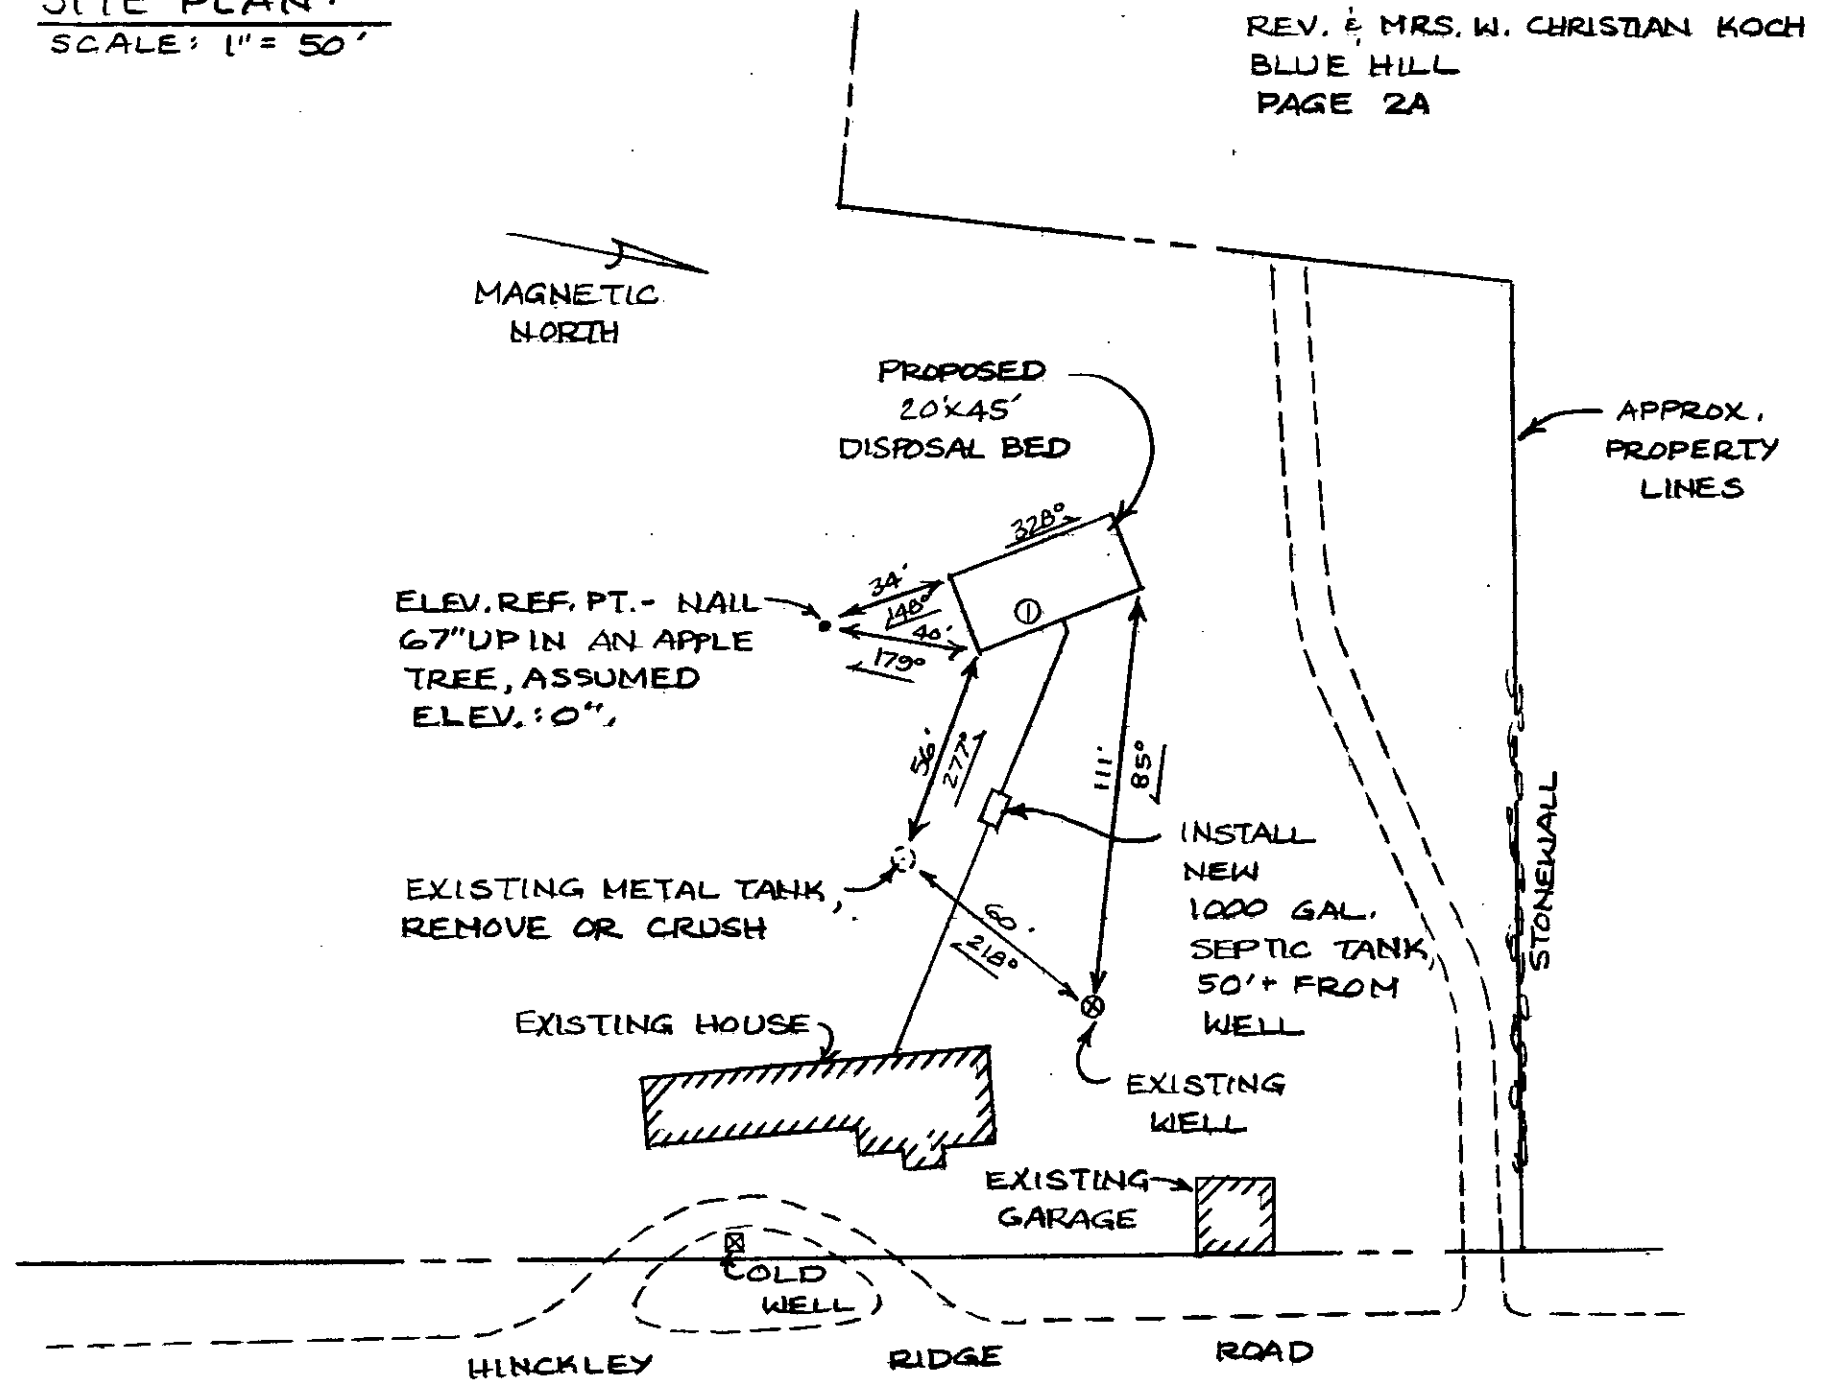 SITE PLAN:
SCALE: 1" = 50'
REV. & MRS. W. CHRISTIAN KOCH
BLUE HILL
PAGE 2A
MAGNETIC
NORTH
PROPOSED
20'X45'
DISPOSAL BED
APPROX.
PROPERTY
LINES
328°
34'
148°
40'
179°
1
ELEV. REF. PT. - NAIL
67" UP IN AN APPLE
TREE, ASSUMED
ELEV.: 0".
56'
277°
111'
85°
STONEWALL
INSTALL
NEW
1000 GAL.
SEPTIC TANK,
50'+ FROM
WELL
EXISTING METAL TANK,
REMOVE OR CRUSH
60'
218°
EXISTING HOUSE
EXISTING
WELL
EXISTING
GARAGE
OLD
WELL
HINCKLEY RIDGE ROAD